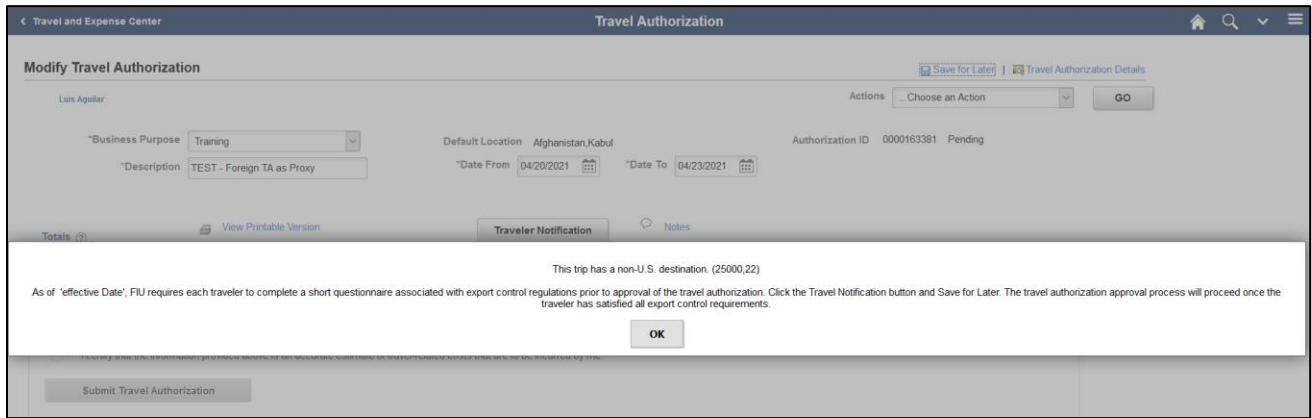 Travel and Expense Center
Travel Authorization
Modify Travel Authorization
Save for Later | Travel Authorization Details
Luis Aguilar
Actions ...Choose an Action GO
*Business Purpose Training
Default Location Afghanistan,Kabul
Authorization ID 0000163381 Pending
*Description TEST - Foreign TA as Proxy
*Date From 04/20/2021 *Date To 04/23/2021
View Printable Version
Traveler Notification
Notes
Totals (?)
This trip has a non-U.S. destination. (25000,22)
As of 'effective Date', FIU requires each traveler to complete a short questionnaire associated with export control regulations prior to approval of the travel authorization. Click the Travel Notification button and Save for Later. The travel authorization approval process will proceed once the
traveler has satisfied all export control requirements.
OK
I certify that the information provided above is an accurate estimate of travel-related costs that are to be incurred by me.
Submit Travel Authorization